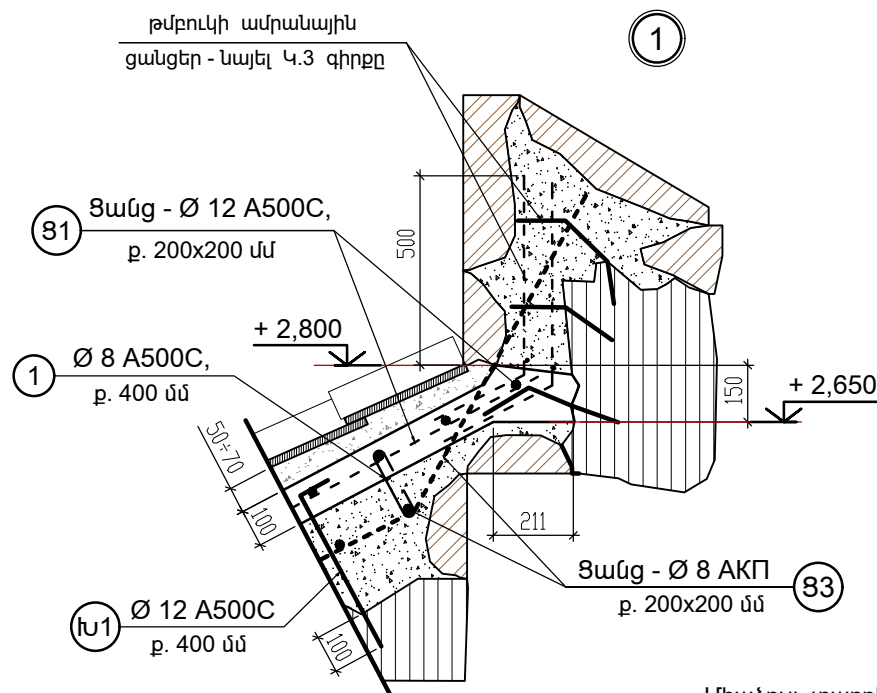 թմբուկի ամրանային
ցանցեր - նայել Կ.3 գիրքը
1
Ցանց - Ø 12 A500C,
ք. 200x200 մմ
Ց1
500
+ 2,800
1
Ø 8 A500C,
ք. 400 մմ
150
+ 2,650
50÷70
100
211
Ցանց - Ø 8 АКП
ք. 200x200 մմ
Ց3
Խ1
Ø 12 A500C
ք. 400 մմ
100